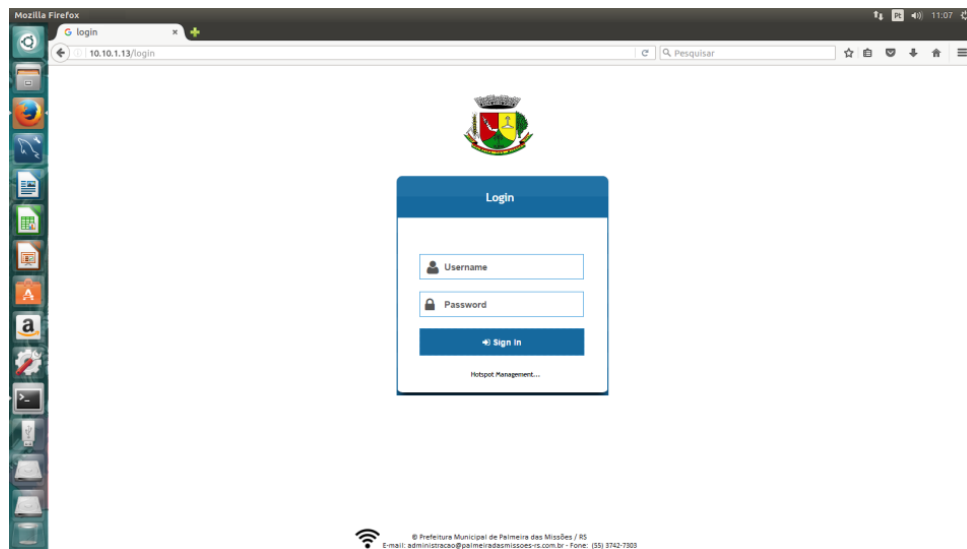 Mozilla Firefox
Pt 11:07
G login
10.10.1.13/login
Pesquisar
Login
Username
Password
Sign In
Hotspot Management...
© Prefeitura Municipal de Palmeira das Missões / RS
E-mail: administracao@palmeiradasmissoes-rs.com.br - Fone: (55) 3742-7303